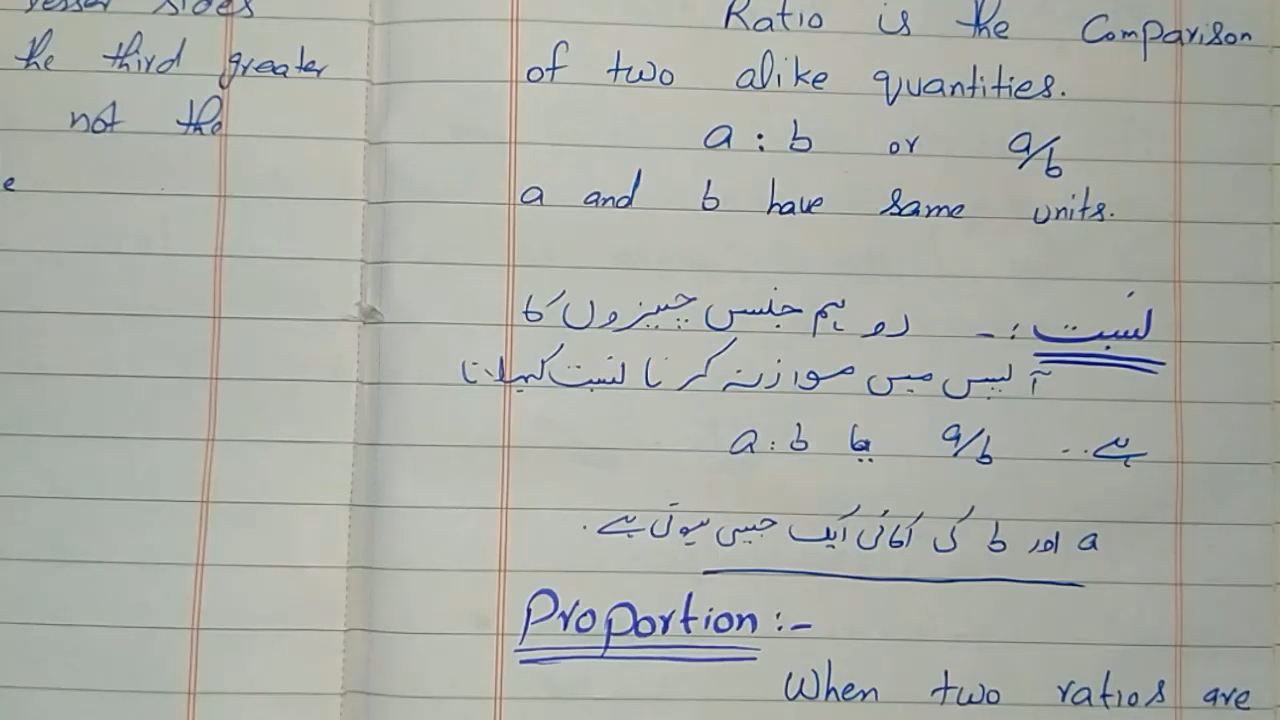 lesser sides
the third greater
not the
e
Ratio is the Comparison
of two alike quantities.
a : b or a/b
a and b have same units.
نسبت :- دو ہم جنس چیزوں کا
آپس میں موازنہ کرنا نسبت کہلاتا
ہے.. a/b یا a:b
a اور b کی اکائی ایک جیسی ہوتی ہے.
Proportion :-
When two ratios are